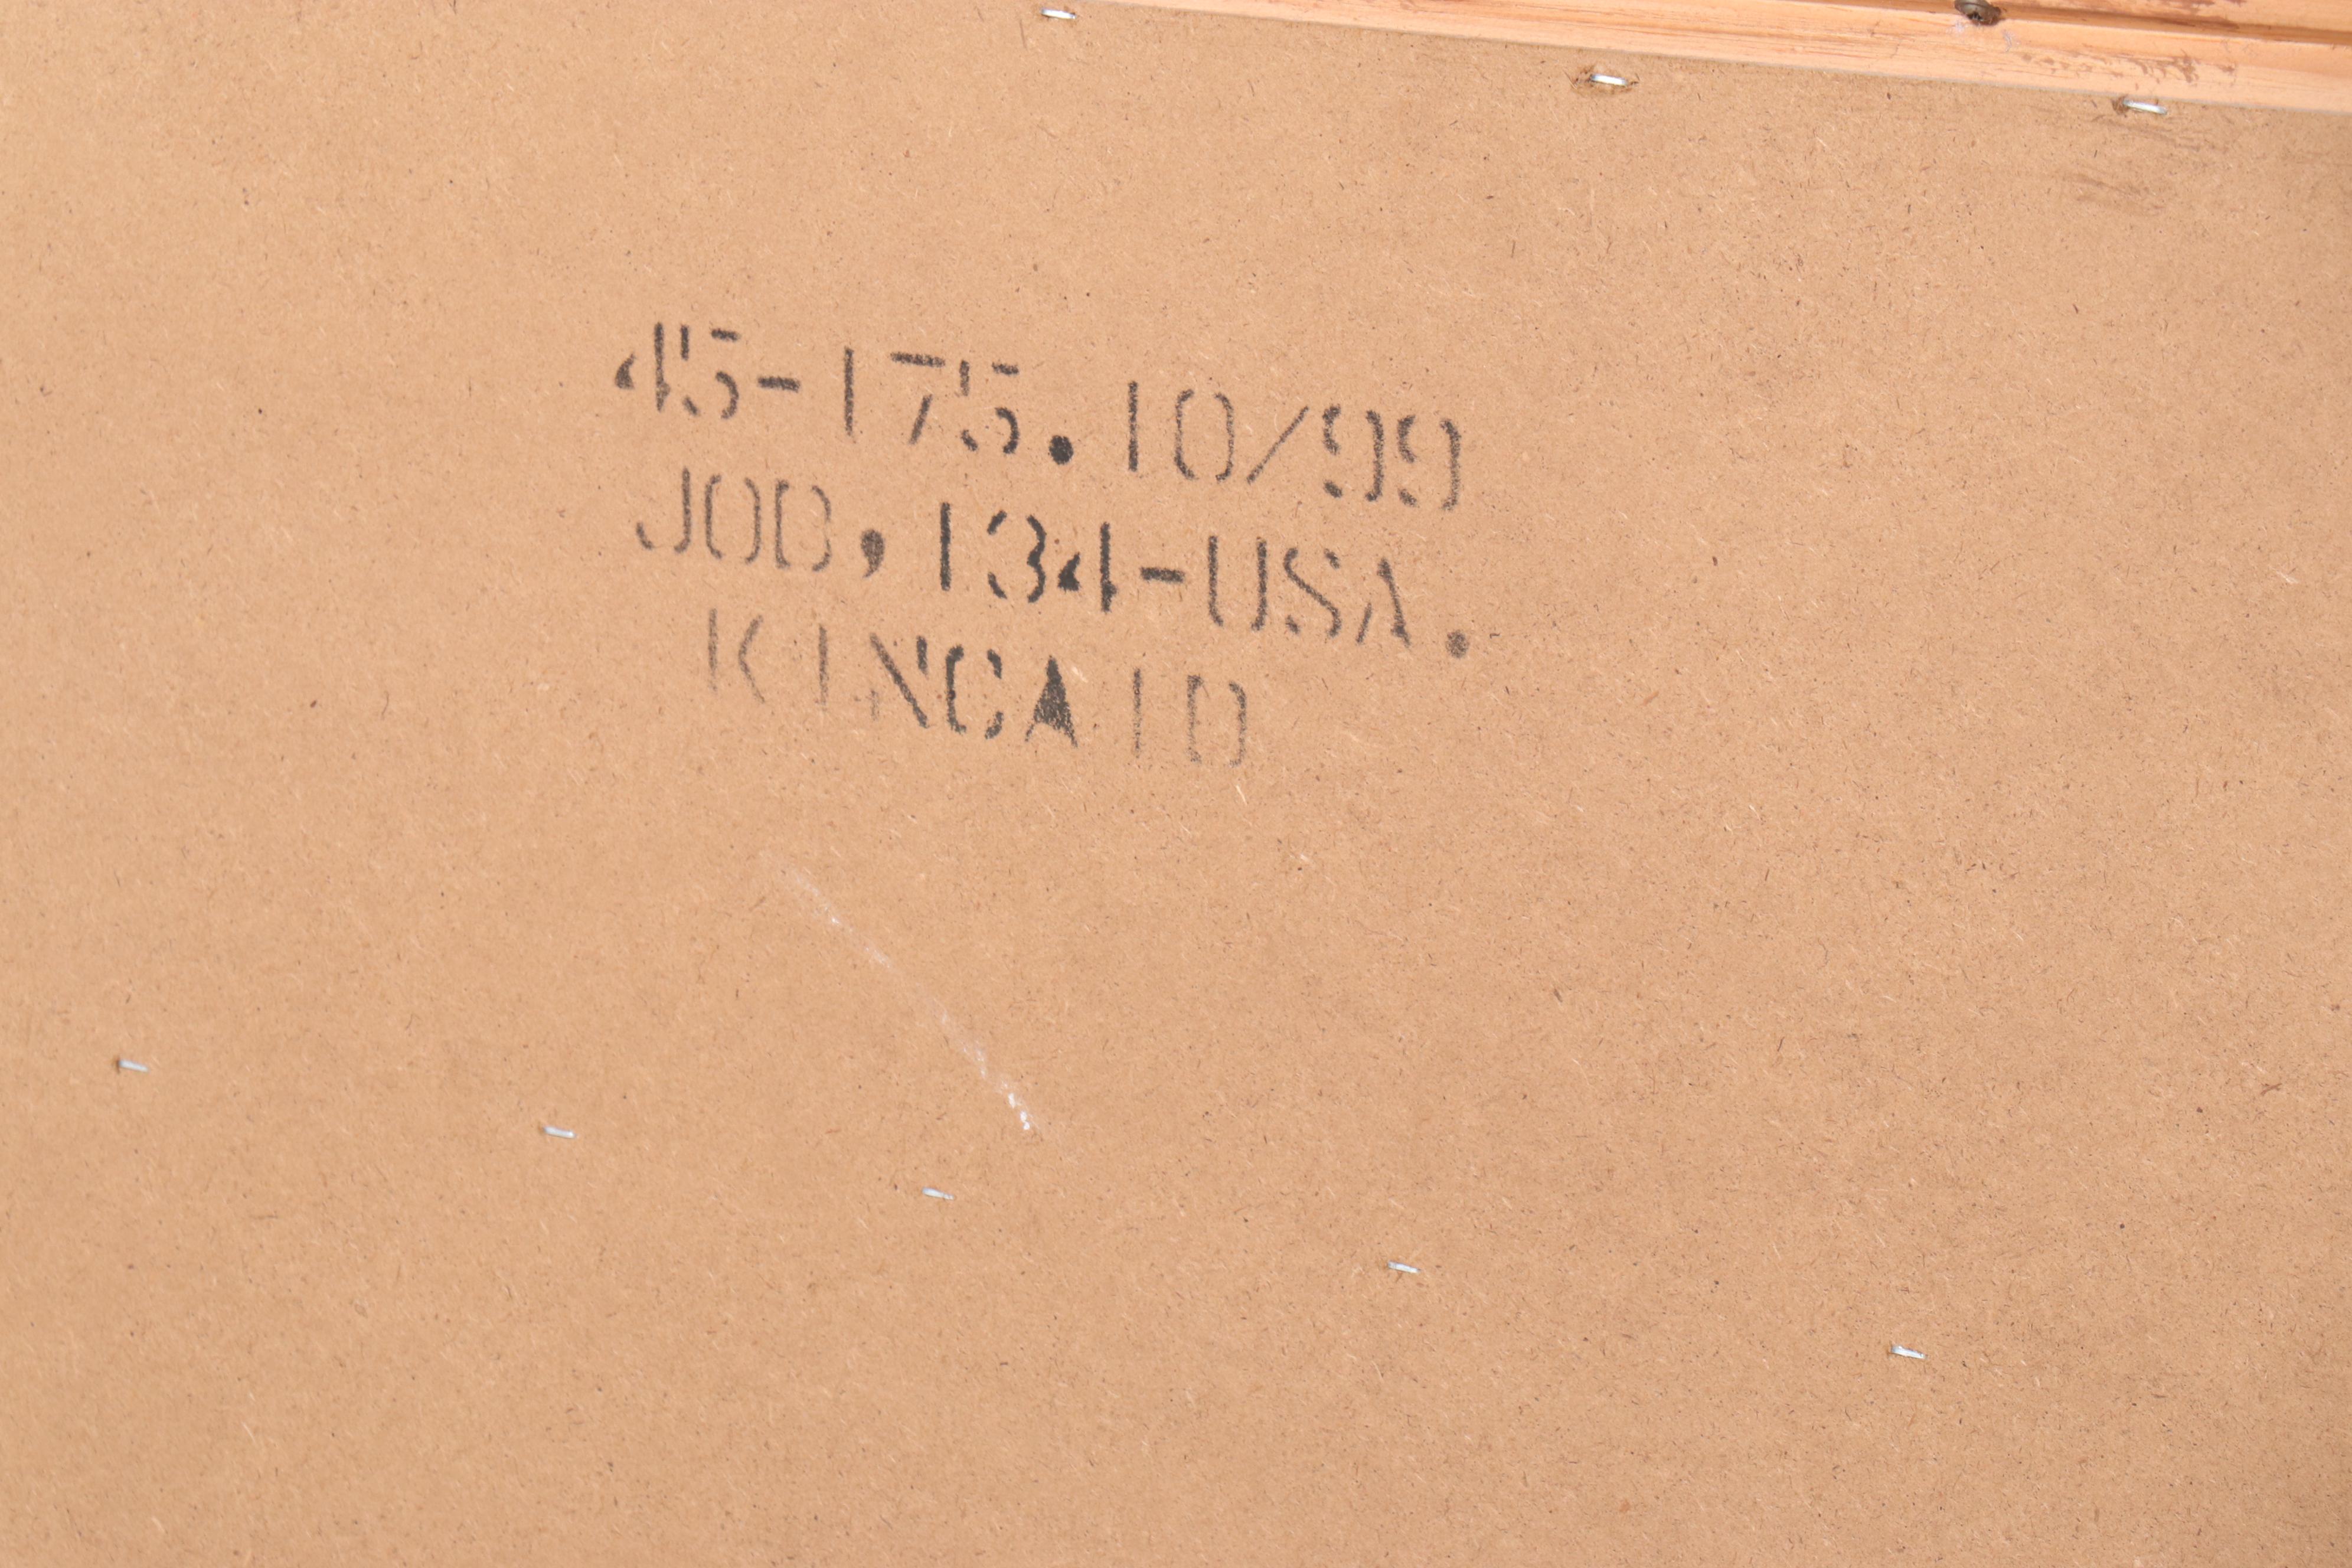 45-175.10/99
JOB, 134-USA.
KINCAID